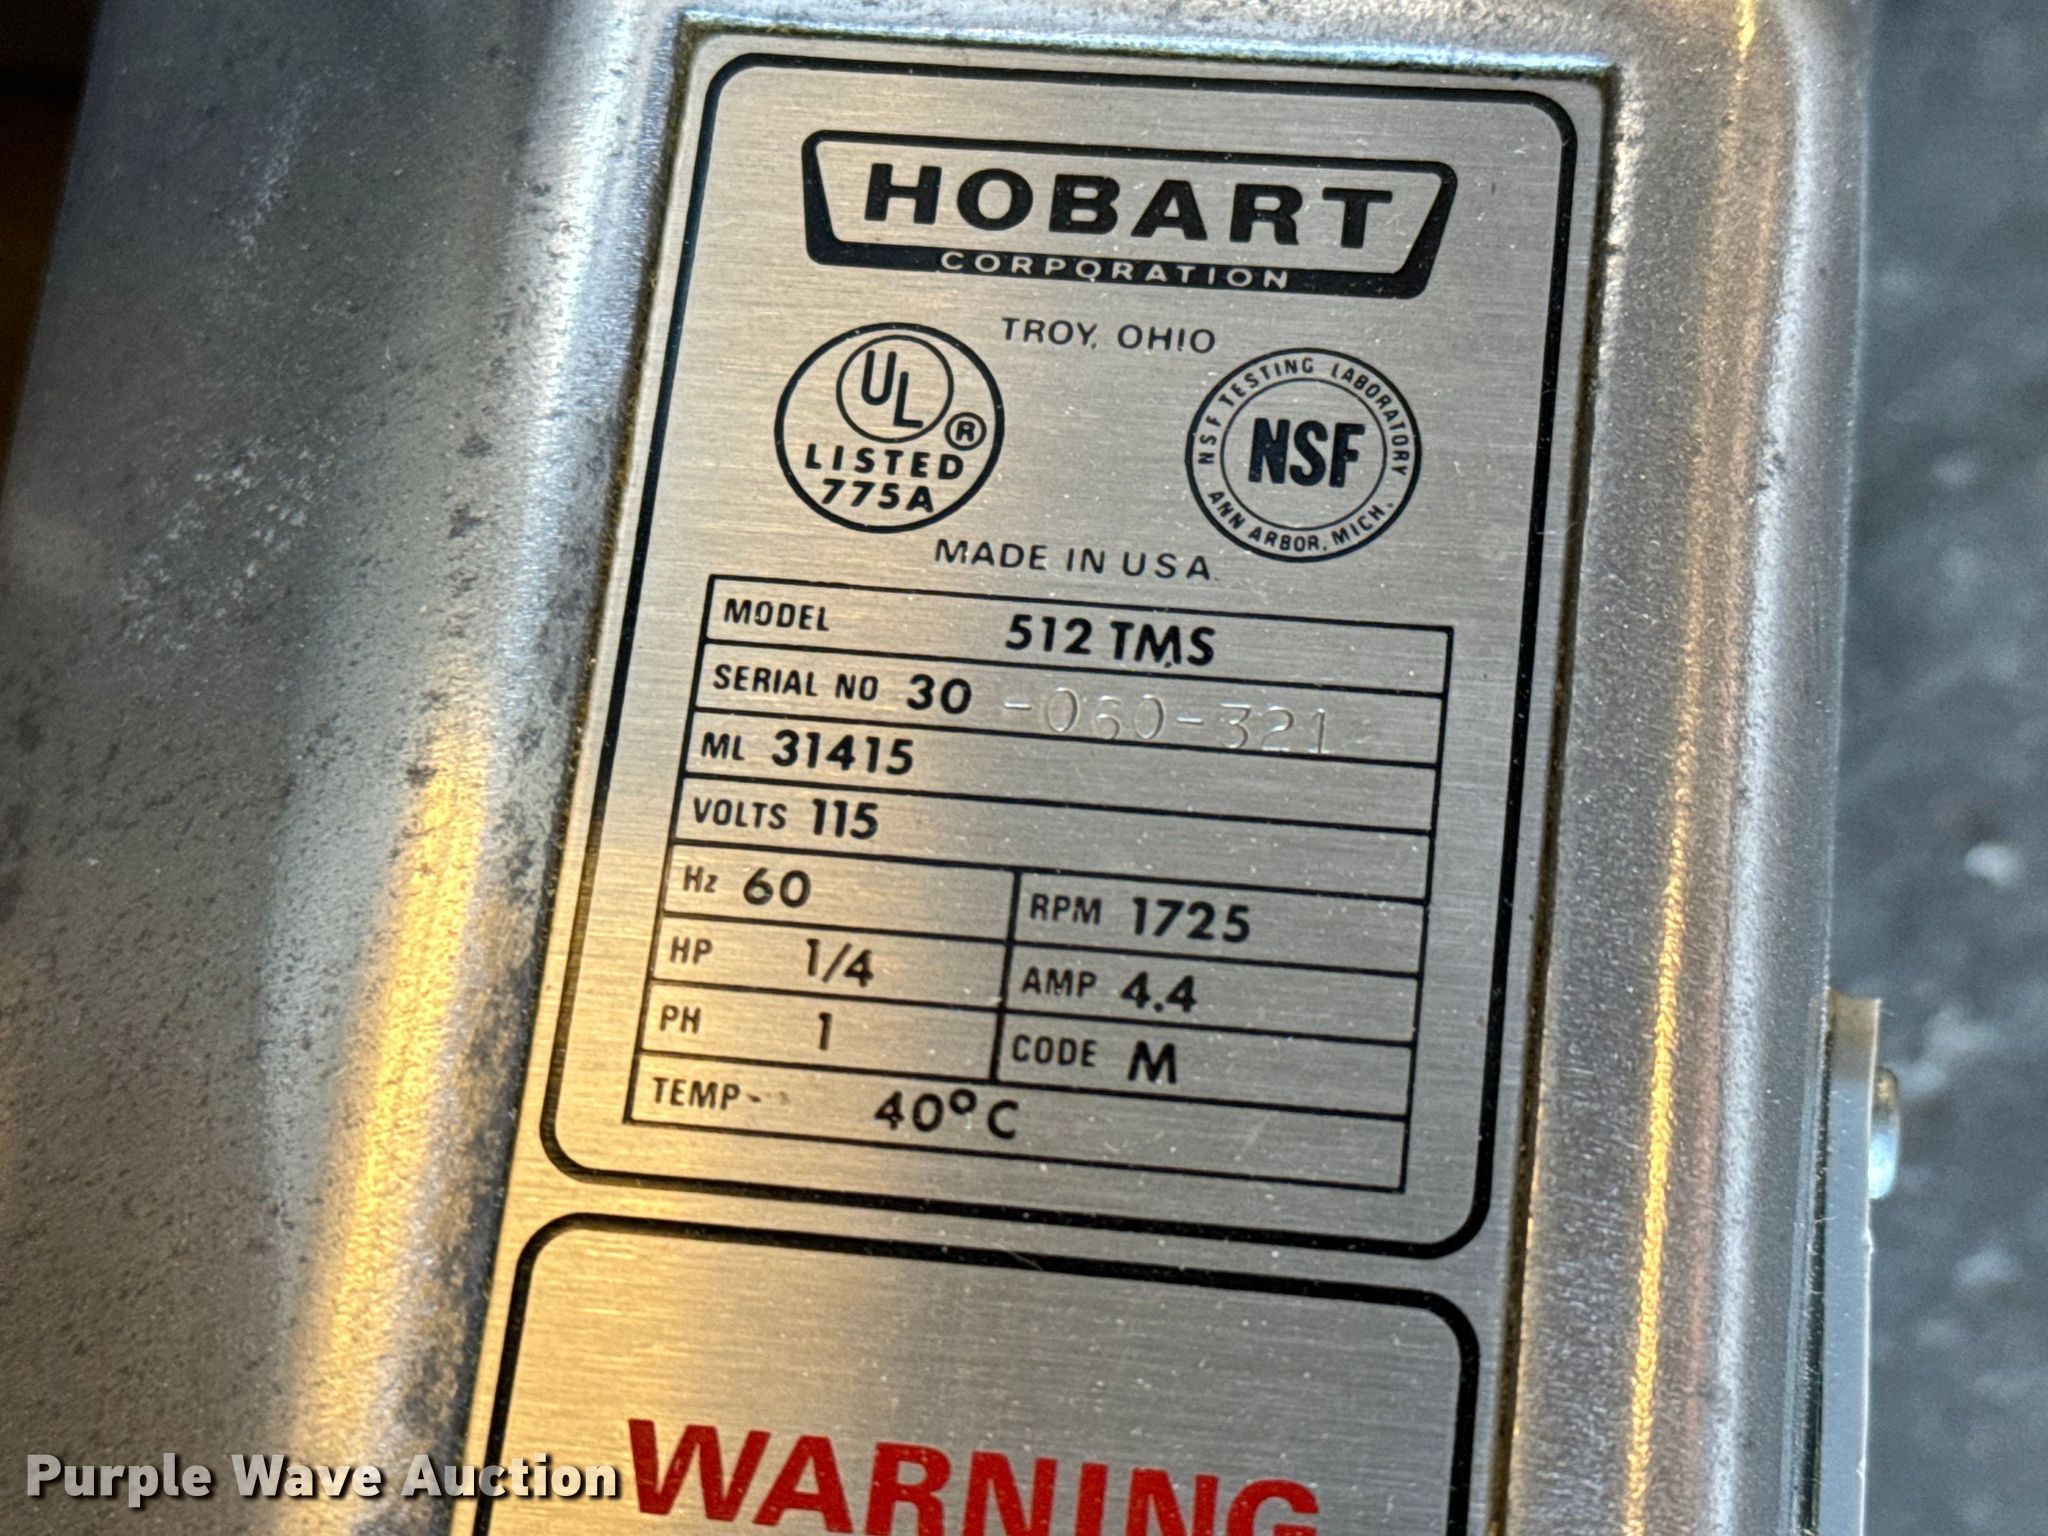 HOBART
CORPORATION
TROY, OHIO
UL ®
LISTED
775A
NSF TESTING LABORATORY
NSF
ANN ARBOR, MICH.
MADE IN U S A
MODEL 512 TMS
SERIAL NO 30 -060-321
ML 31415
VOLTS 115
Hz 60 RPM 1725
HP 1/4 AMP 4.4
PH 1 CODE M
TEMP- 40°C
WARNING
Purple Wave Auction